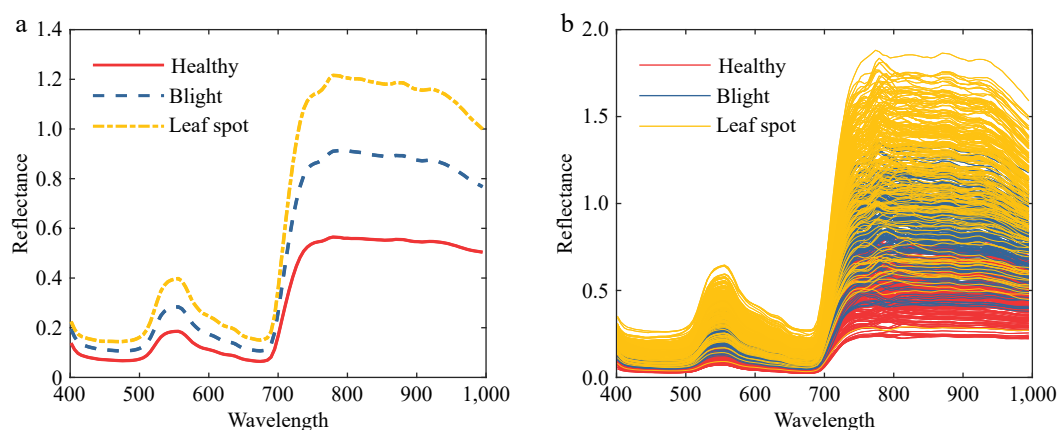 a
1.4
1.2
1.0
0.8
0.6
0.4
0.2
0
Reflectance
Healthy
Blight
Leaf spot
400 500 600 700 800 900 1,000
Wavelength
b
2.0
1.5
1.0
0.5
0.0
Reflectance
Healthy
Blight
Leaf spot
400 500 600 700 800 900 1,000
Wavelength